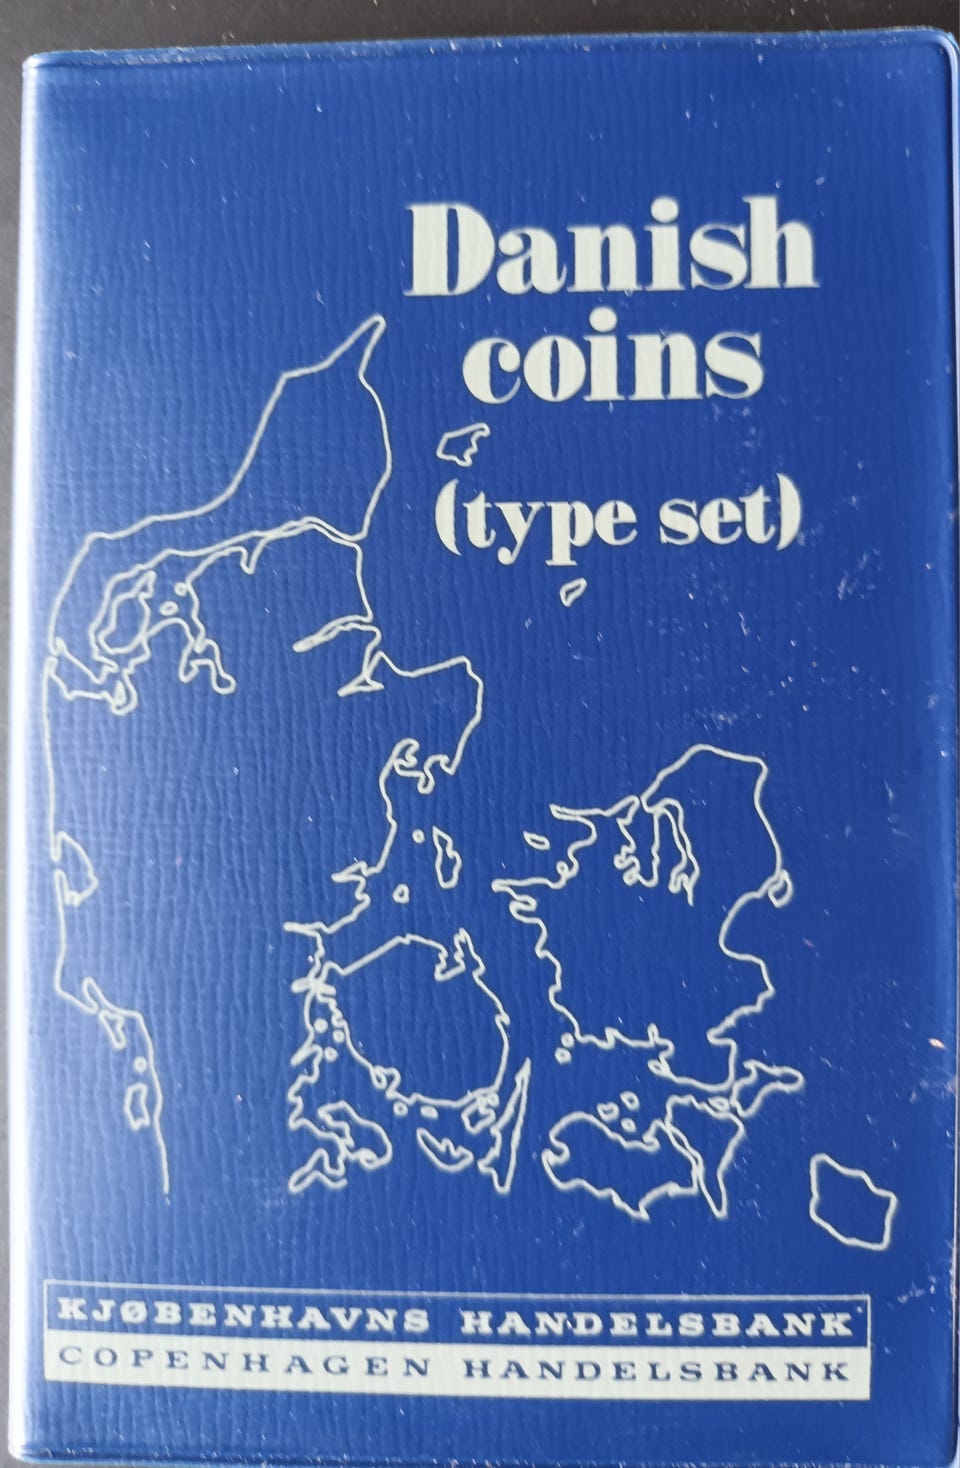 Danish
coins
(type set)
KJØBENHAVNS HANDELSBANK
COPENHAGEN HANDELSBANK